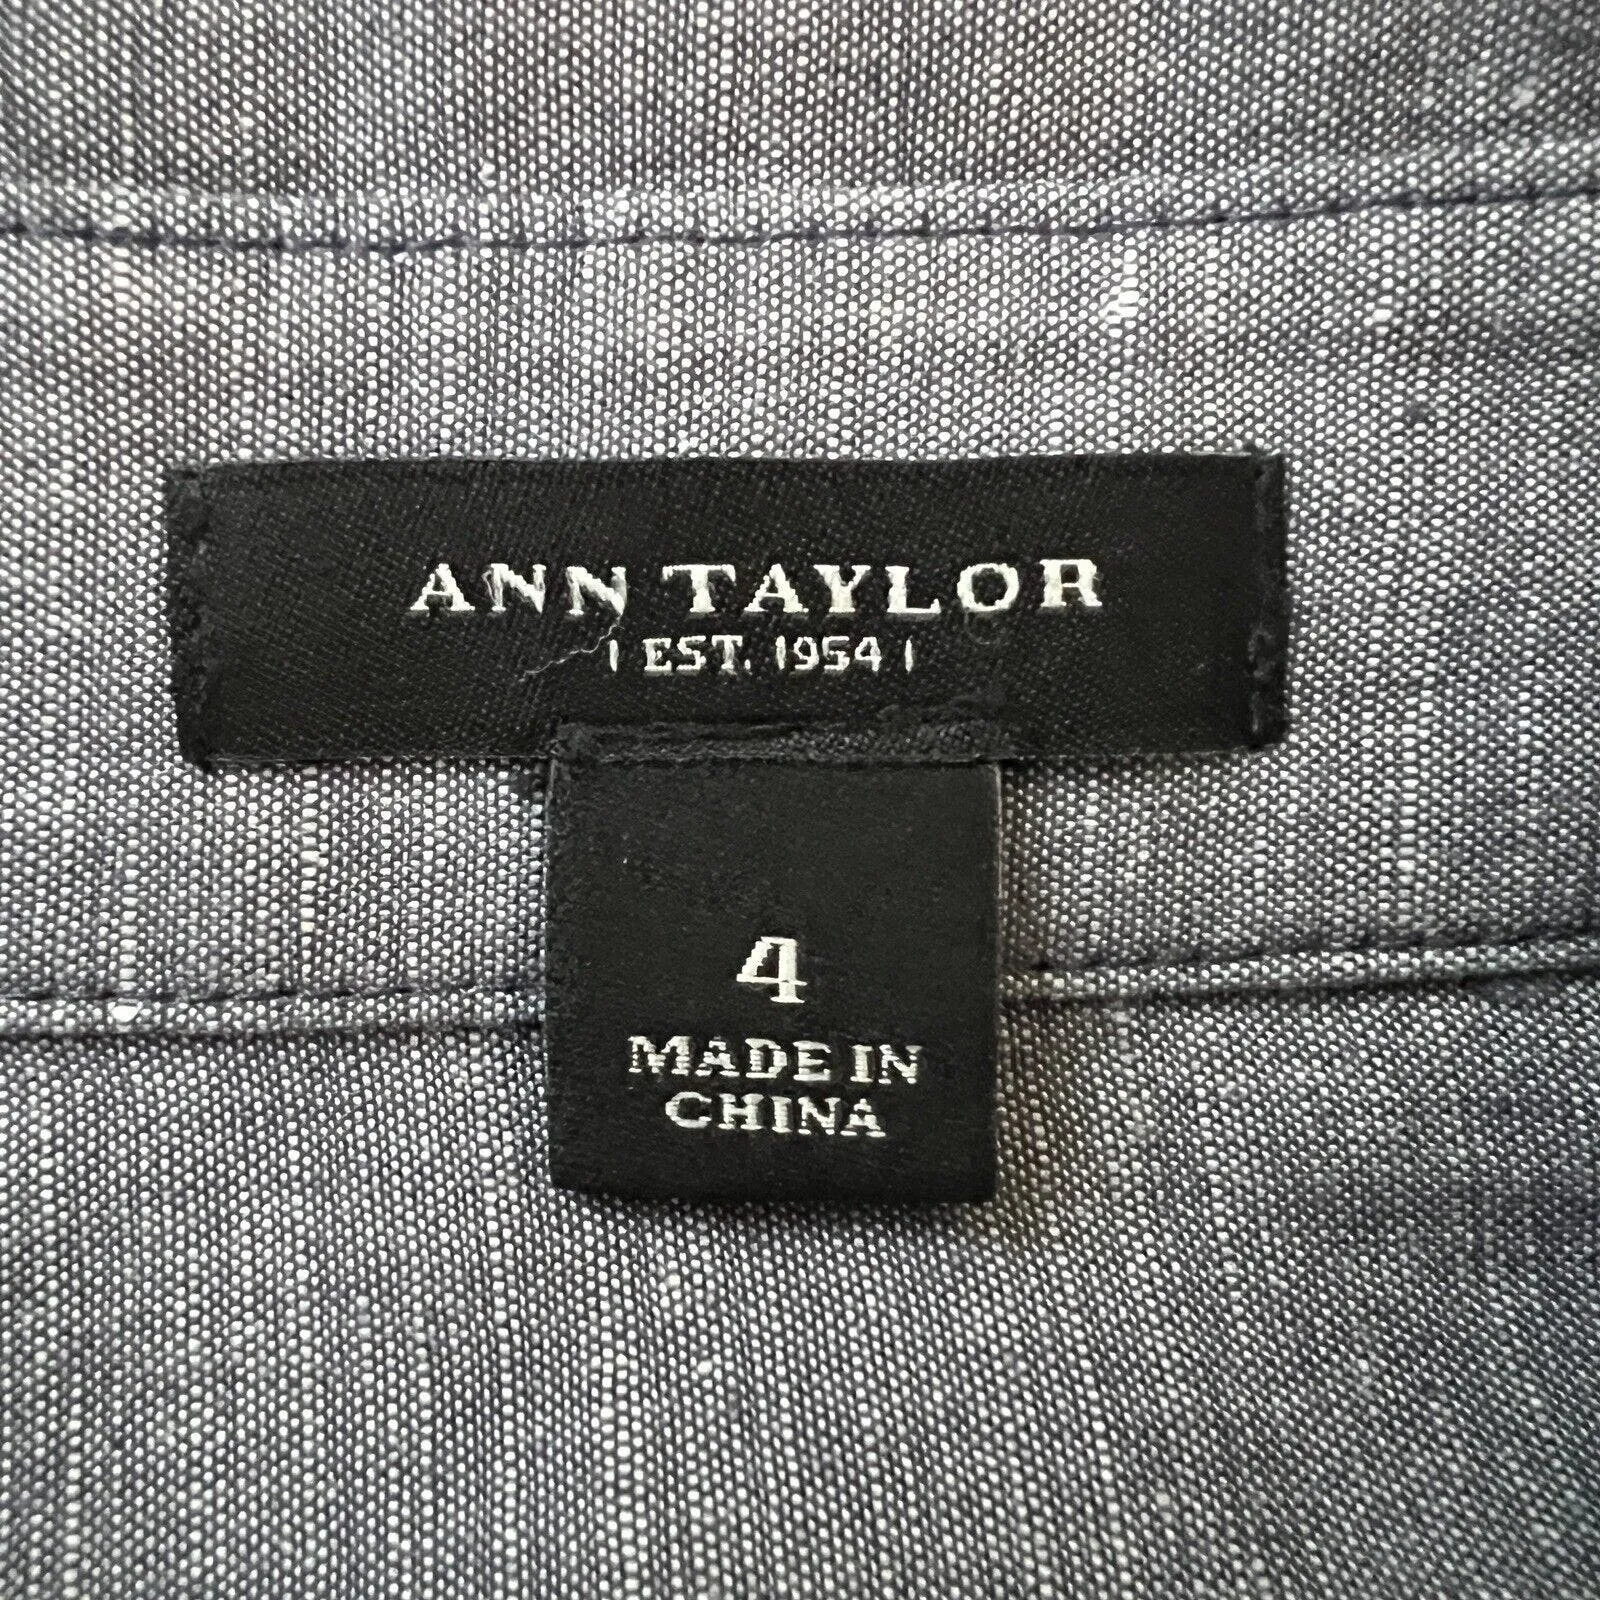 ANN TAYLOR
| EST. 1954 |
4
MADE IN
CHINA